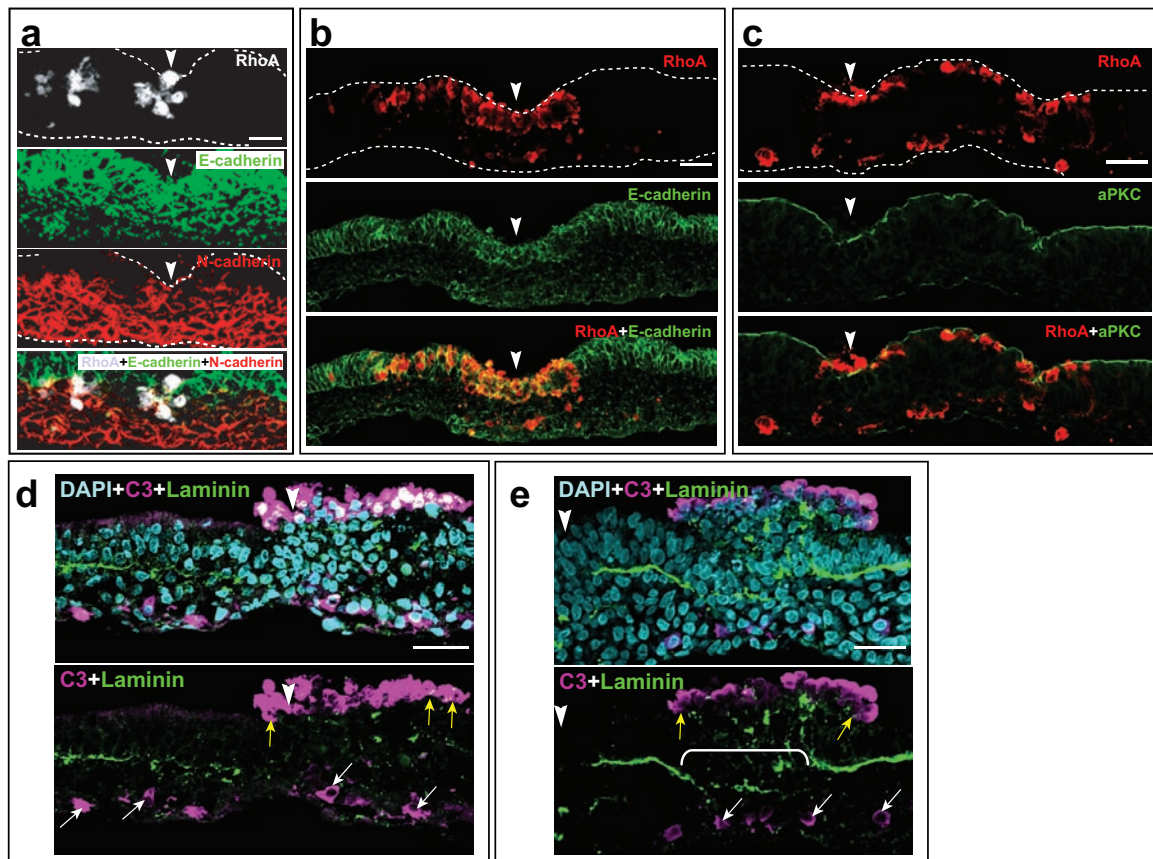 a
RhoA
E-cadherin
N-cadherin
RhoA+E-cadherin+N-cadherin
b
RhoA
E-cadherin
RhoA+E-cadherin
c
RhoA
aPKC
RhoA+aPKC
d
DAPI+C3+Laminin
C3+Laminin
e
DAPI+C3+Laminin
C3+Laminin